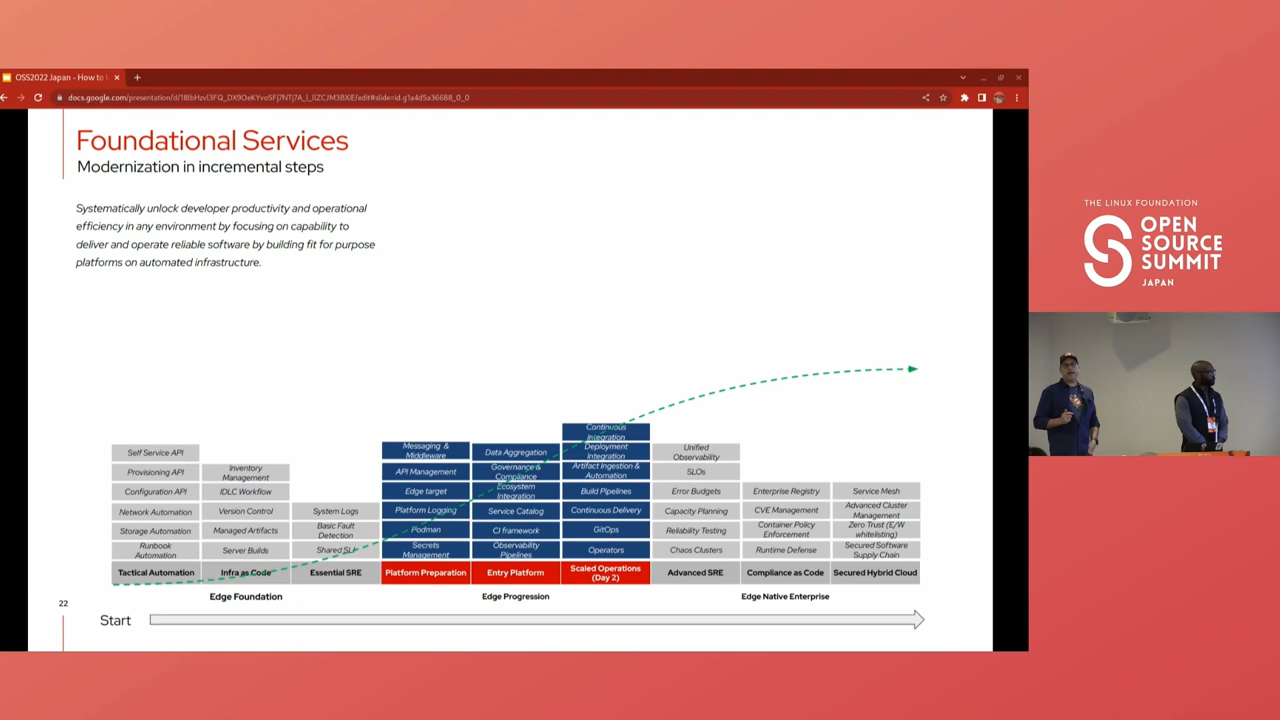 OSS2022 Japan - How to
docs.google.com/presentation/d/
Foundational Services
Modernization in incremental steps
Systematically unlock developer productivity and operational
efficiency in any environment by focusing on capability to
deliver and operate reliable software by building fit for purpose
platforms on automated infrastructure.
Self Service API
Provisioning API
Configuration API
Network Automation
Storage Automation
Runbook
Automation
Tactical Automation
Inventory
Management
IDLC Workflow
Version Control
Managed Artifacts
Server Builds
Infra as Code
System Logs
Basic Fault
Detection
Shared SLI
Essential SRE
Messaging &
Middleware
API Management
Edge target
Platform Logging
Podman
Secrets
Management
Platform Preparation
Data Aggregation
Governance &
Compliance
Ecosystem
Integration
Service Catalog
CI framework
Observability
Pipelines
Entry Platform
Continuous
Integration
Deployment
Integration
Artifact Ingestion &
Automation
Build Pipelines
Continuous Delivery
GitOps
Operators
Scaled Operations
(Day 2)
Unified
Observability
SLOs
Error Budgets
Capacity Planning
Reliability Testing
Chaos Clusters
Advanced SRE
Enterprise Registry
CVE Management
Container Policy
Enforcement
Runtime Defense
Compliance as Code
Service Mesh
Advanced Cluster
Management
Zero Trust (E/W
whitelisting)
Secured Software
Supply Chain
Secured Hybrid Cloud
Edge Foundation
Edge Progression
Edge Native Enterprise
22
Start
THE LINUX FOUNDATION
OPEN
SOURCE
SUMMIT
JAPAN